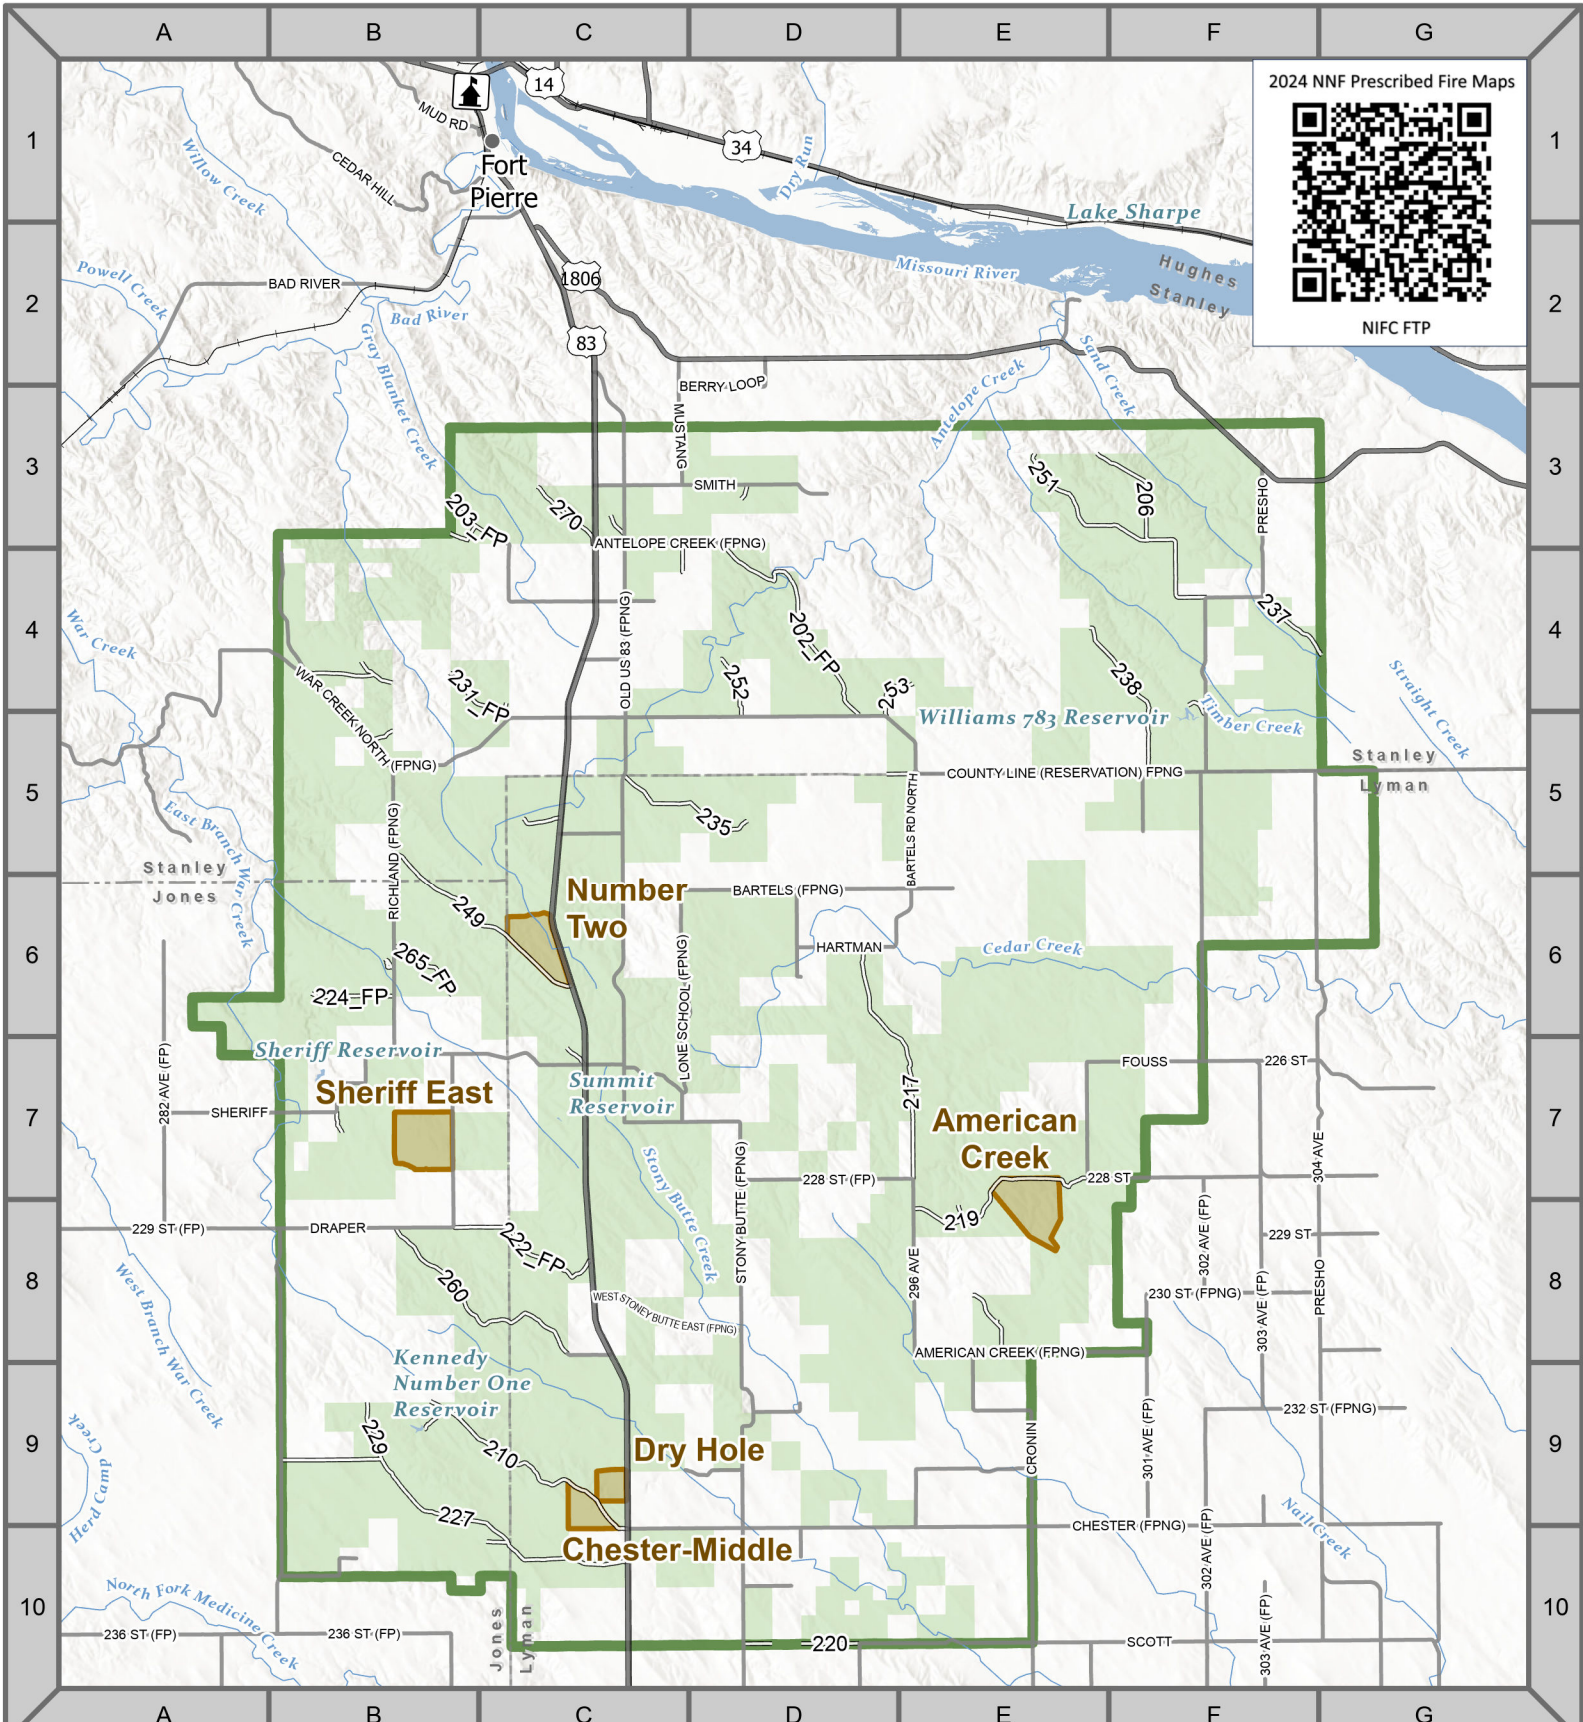 A B C D E F G
2024 NNF Prescribed Fire Maps
NIFC FTP
1
1
14
34
MUD RD
CEDAR HILL
Fort
Pierre
Willow Creek
Dry Run
Lake Sharpe
Missouri River
Hughes
Stanley
2
2
Powell Creek
BAD RIVER
Bad River
1806
83
Gray Blanket Creek
BERRY LOOP
MUSTANG
Antelope Creek
Sand Creek
3
3
SMITH
203_FP
270
ANTELOPE CREEK (FPNG)
251
206
PRESHO
4
4
War Creek
WAR CREEK NORTH (FPNG)
231_FP
OLD US 83 (FPNG)
202_FP
252
253
238
237
Williams 783 Reservoir
Timber Creek
Straight Creek
Stanley
Lyman
5
5
COUNTY LINE (RESERVATION) FPNG
BARTELS RD NORTH
235
RICHLAND (FPNG)
East Branch War Creek
Stanley
Jones
6
6
249
Number
Two
BARTELS (FPNG)
HARTMAN
Cedar Creek
LONE SCHOOL (FPNG)
265_FP
224_FP
7
7
Sheriff Reservoir
Sheriff East
282 AVE (FP)
SHERIFF
Summit
Reservoir
217
FOUSS
226 ST
American
Creek
304 AVE
Stony Butte Creek
STONY BUTTE (FPNG)
228 ST (FP)
228 ST
219
8
8
229 ST (FP)
DRAPER
222_FP
260
296 AVE
302 AVE (FP)
229 ST
230 ST (FPNG)
303 AVE (FP)
PRESHO
WEST STONEY BUTTE EAST (FPNG)
AMERICAN CREEK (FPNG)
West Branch War Creek
9
9
Kennedy
Number One
Reservoir
229
210
227
Dry Hole
Chester-Middle
CRONIN
301 AVE (FP)
232 ST (FPNG)
CHESTER (FPNG)
302 AVE (FP)
Nail Creek
Herd Camp Creek
10
10
North Fork Medicine Creek
236 ST (FP)
236 ST (FP)
Jones
Lyman
220
SCOTT
303 AVE (FP)
A B C D E F G